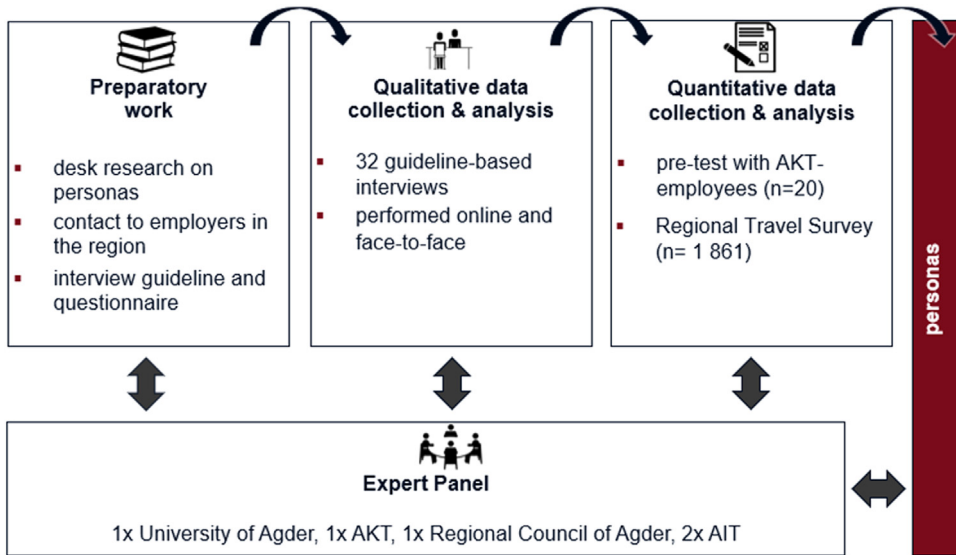 Preparatory
work
desk research on
personas
contact to employers in
the region
interview guideline and
questionnaire
Qualitative data
collection & analysis
32 guideline-based
interviews
performed online and
face-to-face
Quantitative data
collection & analysis
pre-test with AKT-
employees (n=20)
Regional Travel Survey
(n= 1 861)
personas
Expert Panel
1x University of Agder, 1x AKT, 1x Regional Council of Agder, 2x AIT